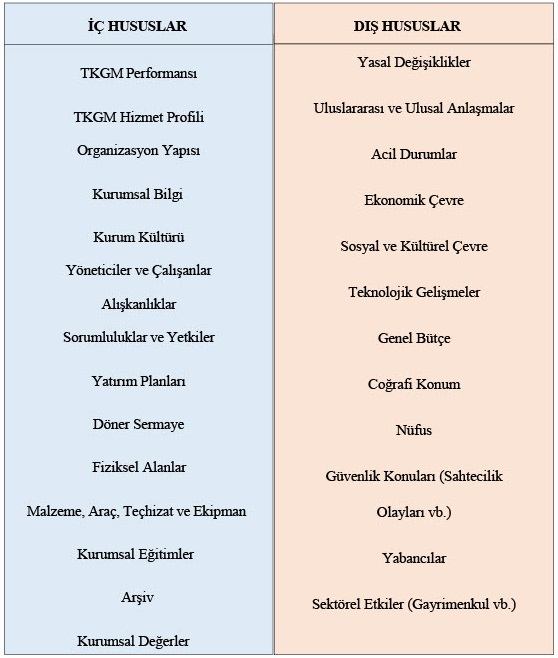 İÇ HUSUSLAR
TKGM Performansı
TKGM Hizmet Profili
Organizasyon Yapısı
Kurumsal Bilgi
Kurum Kültürü
Yöneticiler ve Çalışanlar
Alışkanlıklar
Sorumluluklar ve Yetkiler
Yatırım Planları
Döner Sermaye
Fiziksel Alanlar
Malzeme, Araç, Teçhizat ve Ekipman
Kurumsal Eğitimler
Arşiv
Kurumsal Değerler
DIŞ HUSUSLAR
Yasal Değişiklikler
Uluslararası ve Ulusal Anlaşmalar
Acil Durumlar
Ekonomik Çevre
Sosyal ve Kültürel Çevre
Teknolojik Gelişmeler
Genel Bütçe
Coğrafi Konum
Nüfus
Güvenlik Konuları (Sahtecilik
Olayları vb.)
Yabancılar
Sektörel Etkiler (Gayrimenkul vb.)